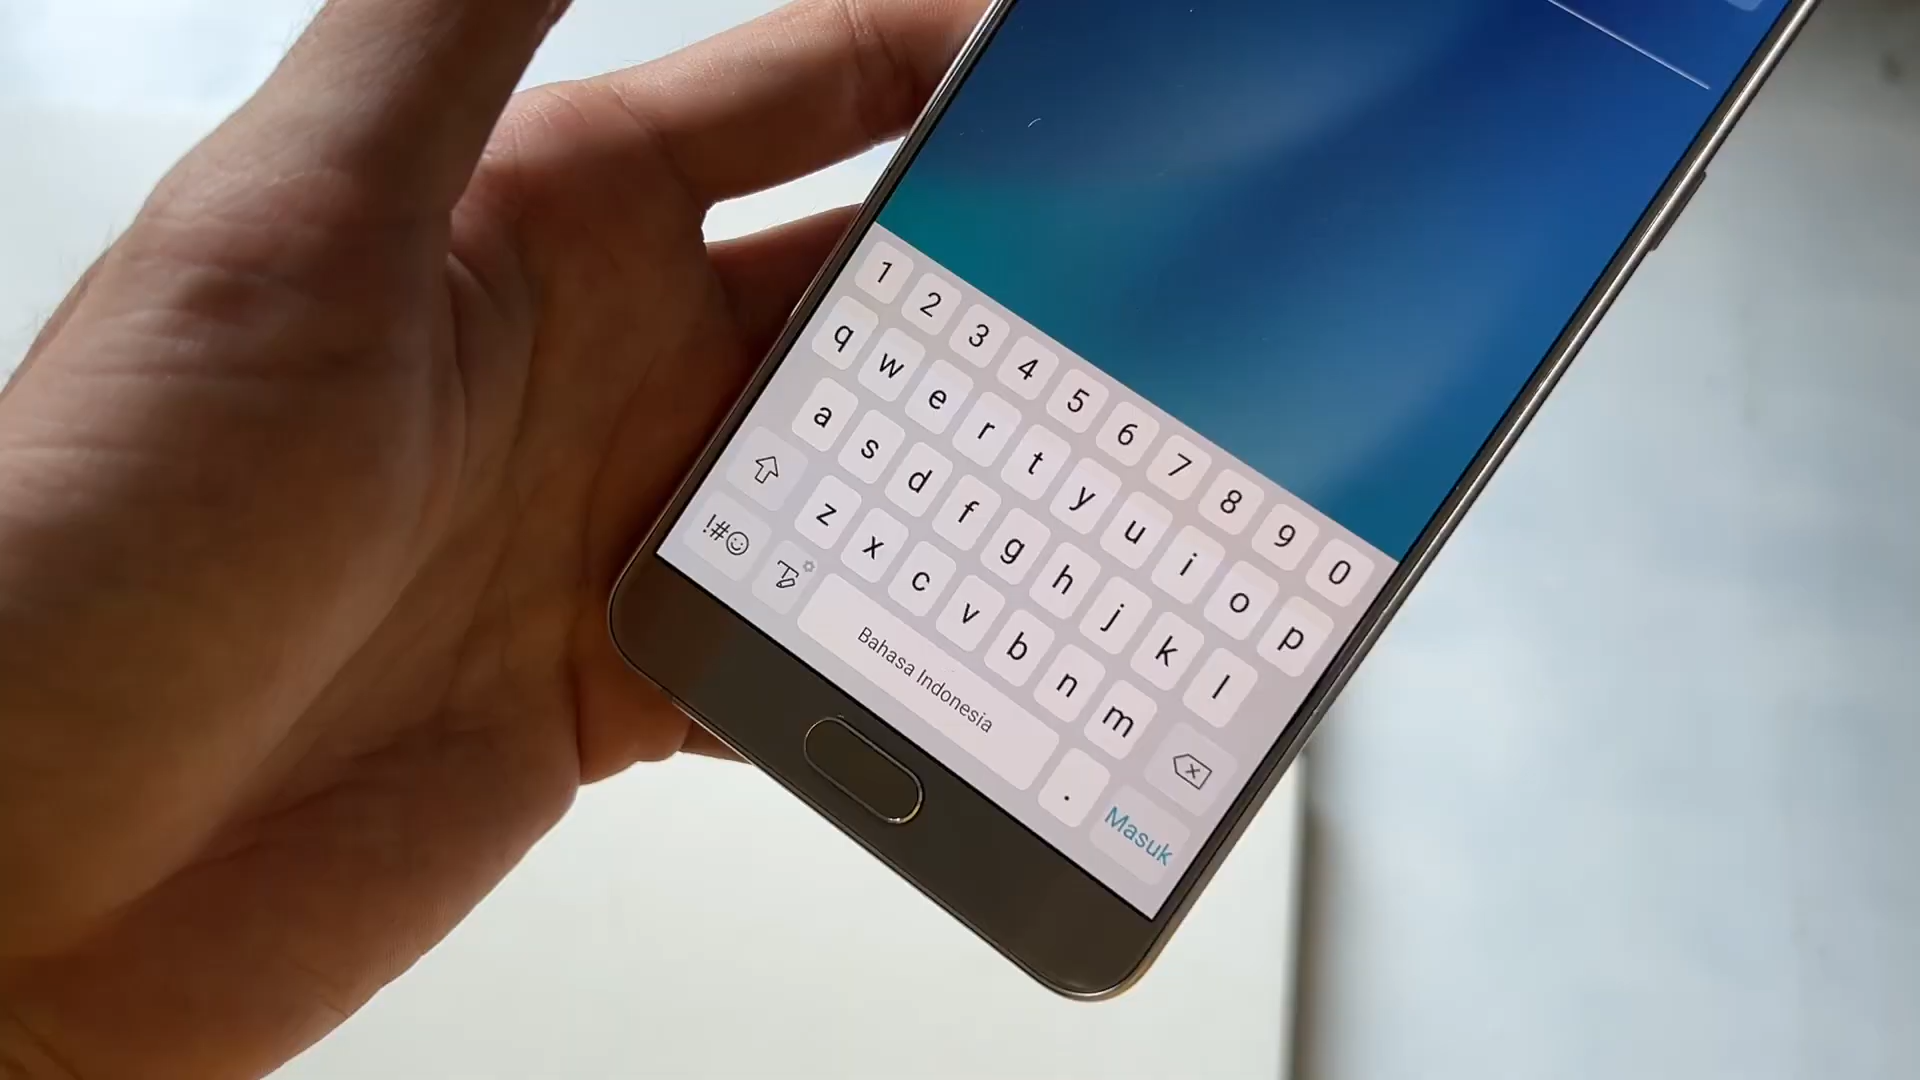 1 2 3 4 5 6 7 8 9 0
q w e r t y u i o p
a s d f g h j k l
z x c v b n m
!#☺ T Bahasa Indonesia . Masuk